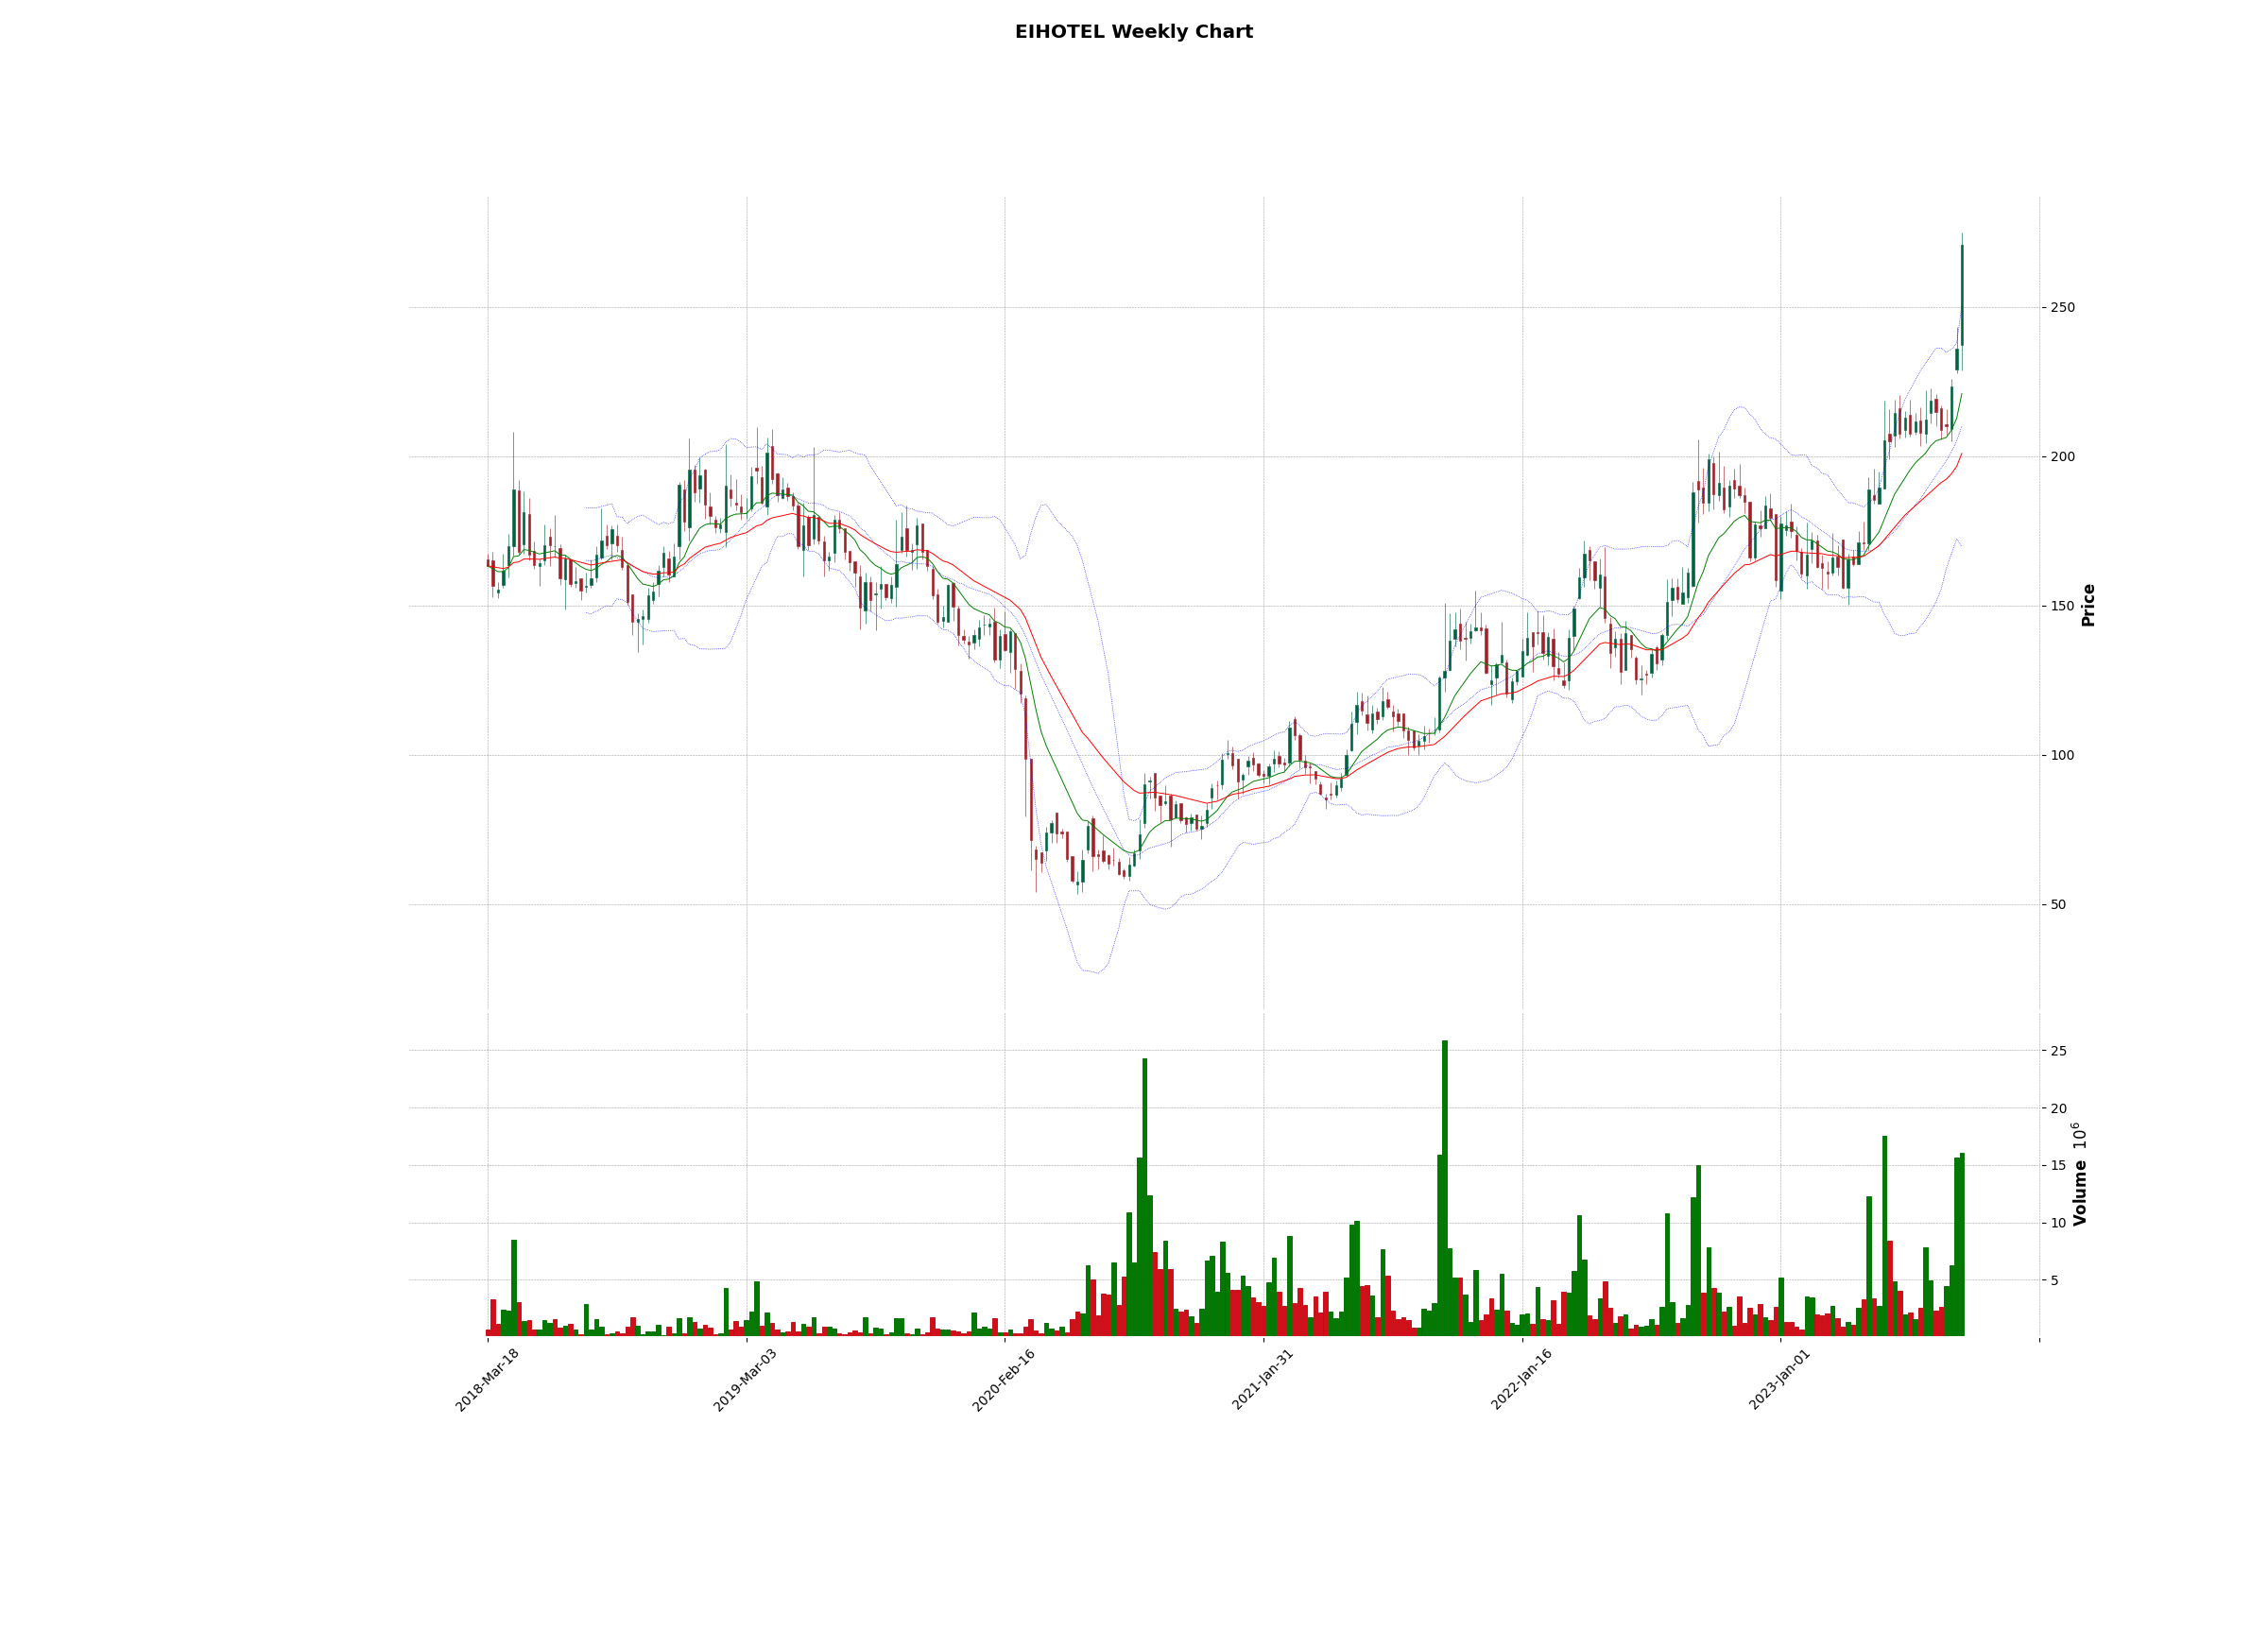 EIHOTEL Weekly Chart
250
200
150
100
50
Price
25
20
15
10
5
Volume 10^6
2018-Mar-18
2019-Mar-03
2020-Feb-16
2021-Jan-31
2022-Jan-16
2023-Jan-01